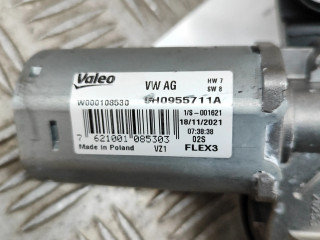 Valeo
VW AG
HW 7
SW 8
W000108530
5H0955711A
1/S -001621
18/11/2021
07:38:38
02S
7 621001 085303
Made in Poland
VZ1
FLEX3